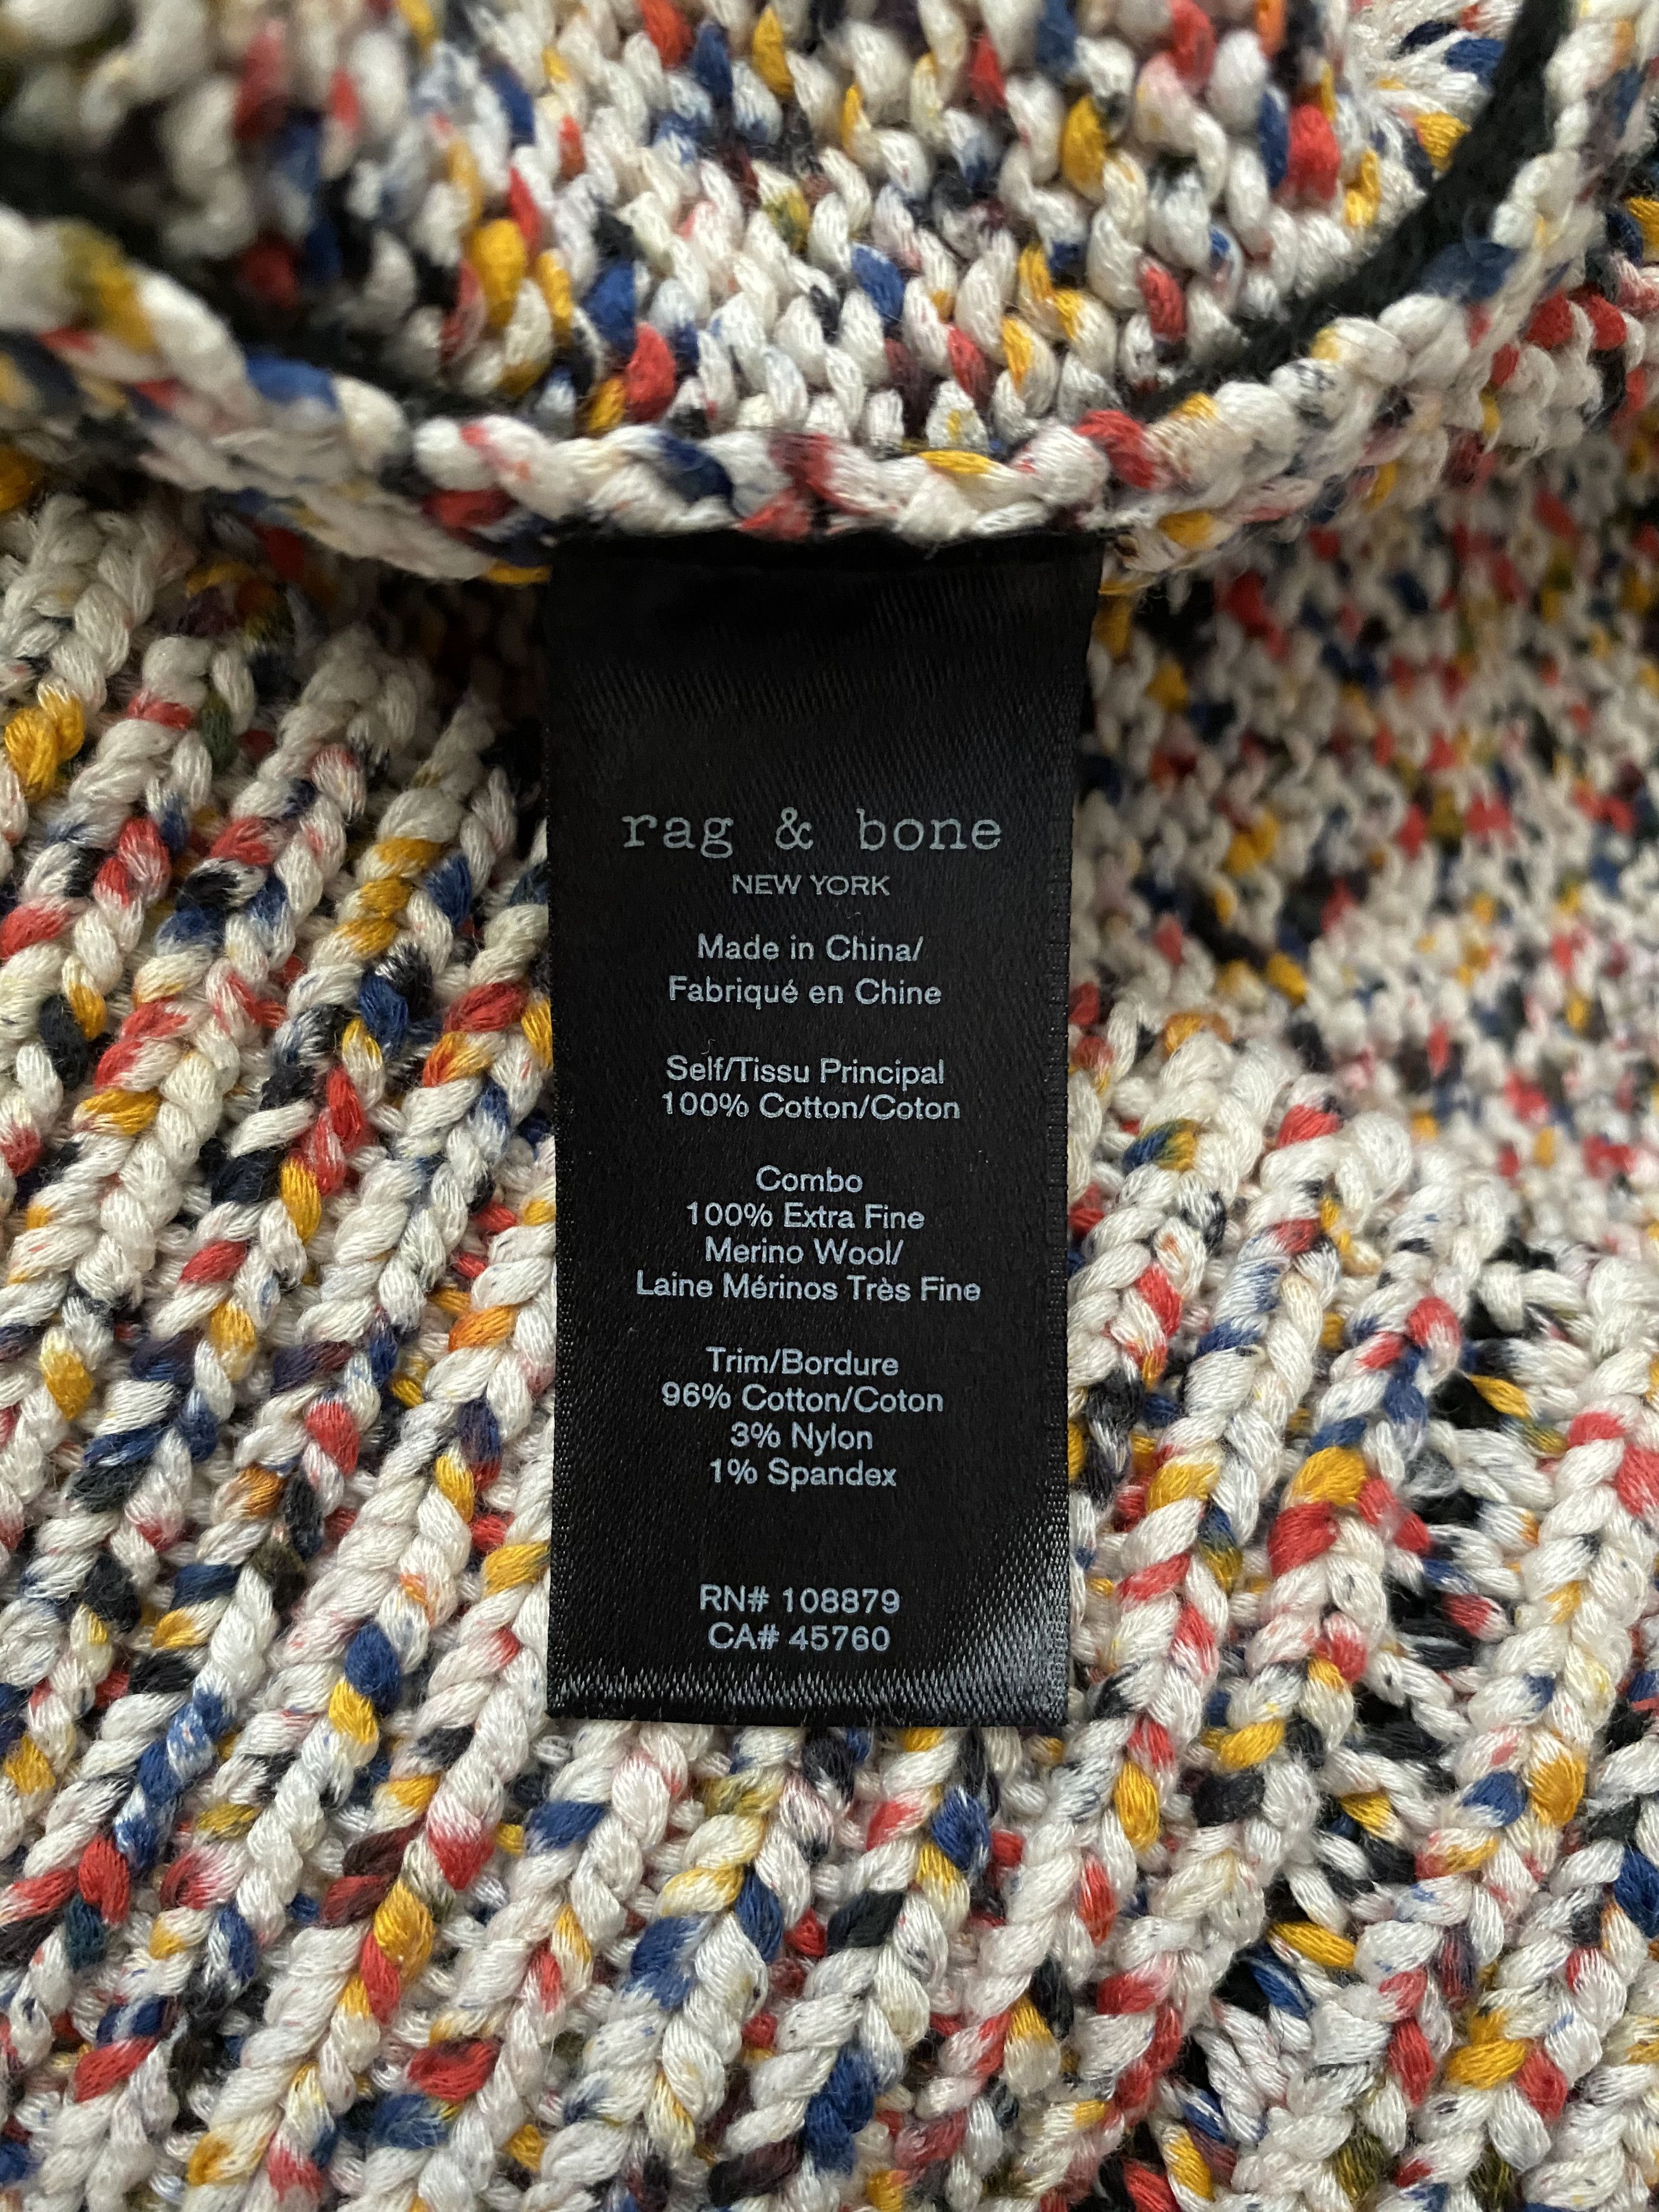 rag & bone
NEW YORK
Made in China/
Fabriqué en Chine
Self/Tissu Principal
100% Cotton/Coton
Combo
100% Extra Fine
Merino Wool/
Laine Mérinos Très Fine
Trim/Bordure
96% Cotton/Coton
3% Nylon
1% Spandex
RN# 108879
CA# 45760